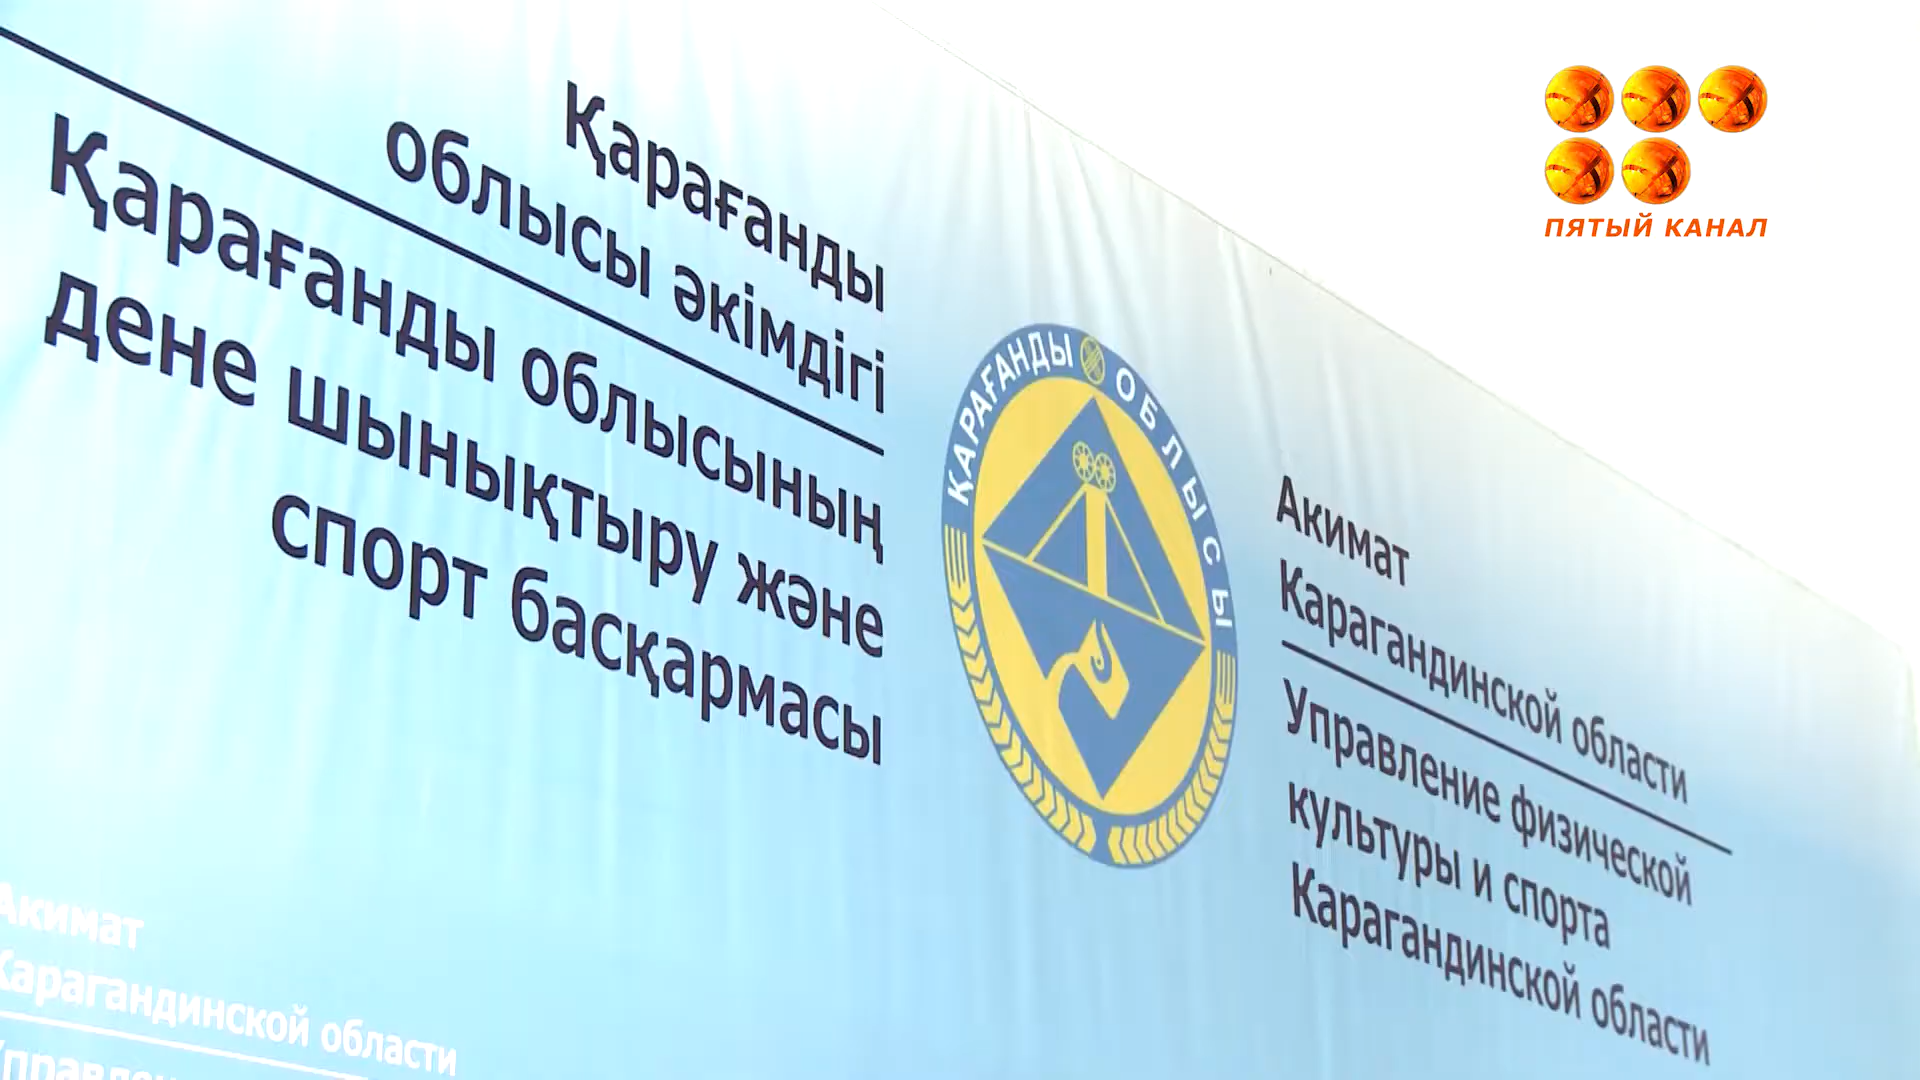 Қарағанды
облысы әкімдігі
Қарағанды облысының
дене шынықтыру және
спорт басқармасы
ҚАРАҒАНДЫ ОБЛЫСЫ
Акимат
Карагандинской области
Управление физической
культуры и спорта
Карагандинской области
ПЯТЫЙ КАНАЛ
Акимат
Карагандинской области